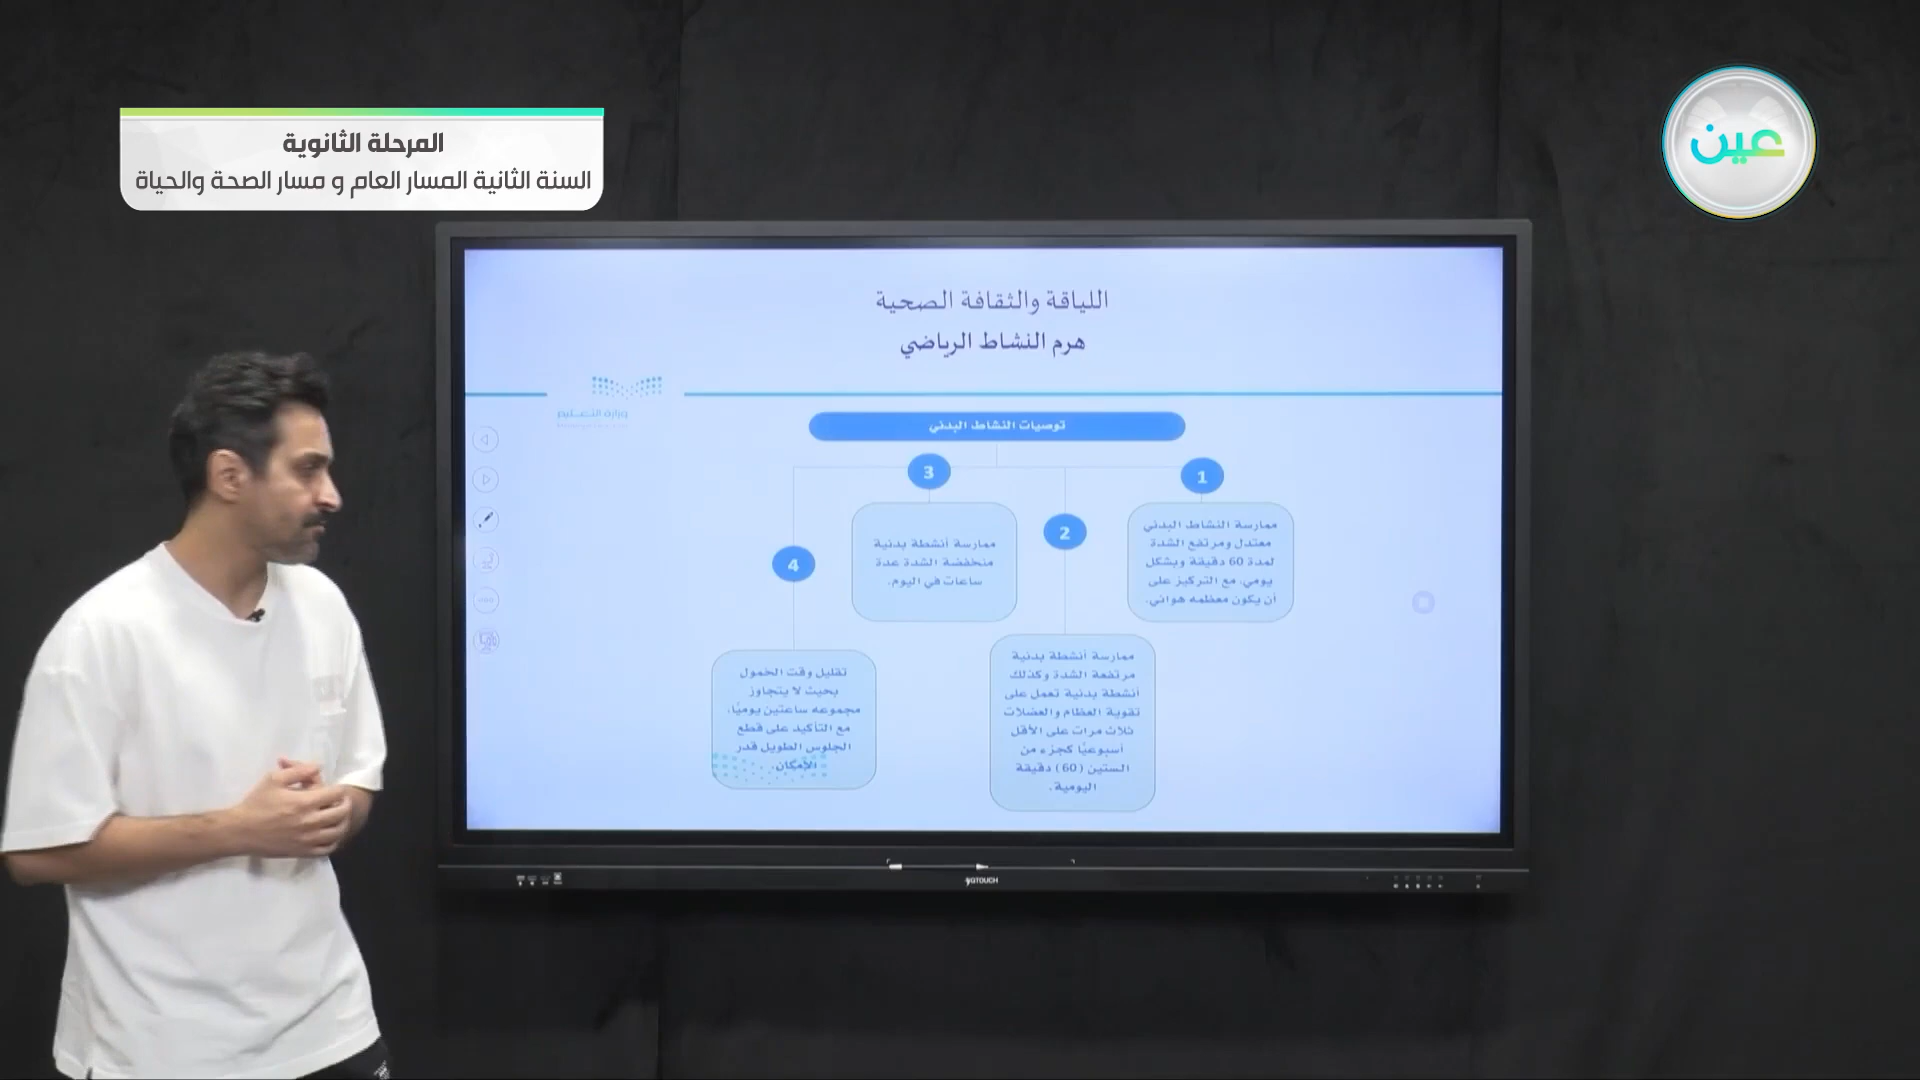 المرحلة الثانوية
السنة الثانية المسار العام و مسار الصحة والحياة
عين
اللياقة والثقافة الصحية
هرم النشاط الرياضي
وزارة التعليم
توصيات النشاط البدني
1
ممارسة النشاط البدني
معتدل ومرتفع الشدة
لمدة 60 دقيقة وبشكل
يومي، مع التركيز على
أن يكون معظمه هوائي.
2
ممارسة أنشطة بدنية
مرتفعة الشدة وكذلك
أنشطة بدنية تعمل على
تقوية العظام والعضلات
ثلاث مرات على الأقل
أسبوعيًا كجزء من
الستين (60) دقيقة
اليومية.
3
ممارسة أنشطة بدنية
منخفضة الشدة عدة
ساعات في اليوم.
4
تقليل وقت الخمول
بحيث لا يتجاوز
مجموعه ساعتين يوميًا،
مع التأكيد على قطع
الجلوس الطويل قدر
الإمكان.